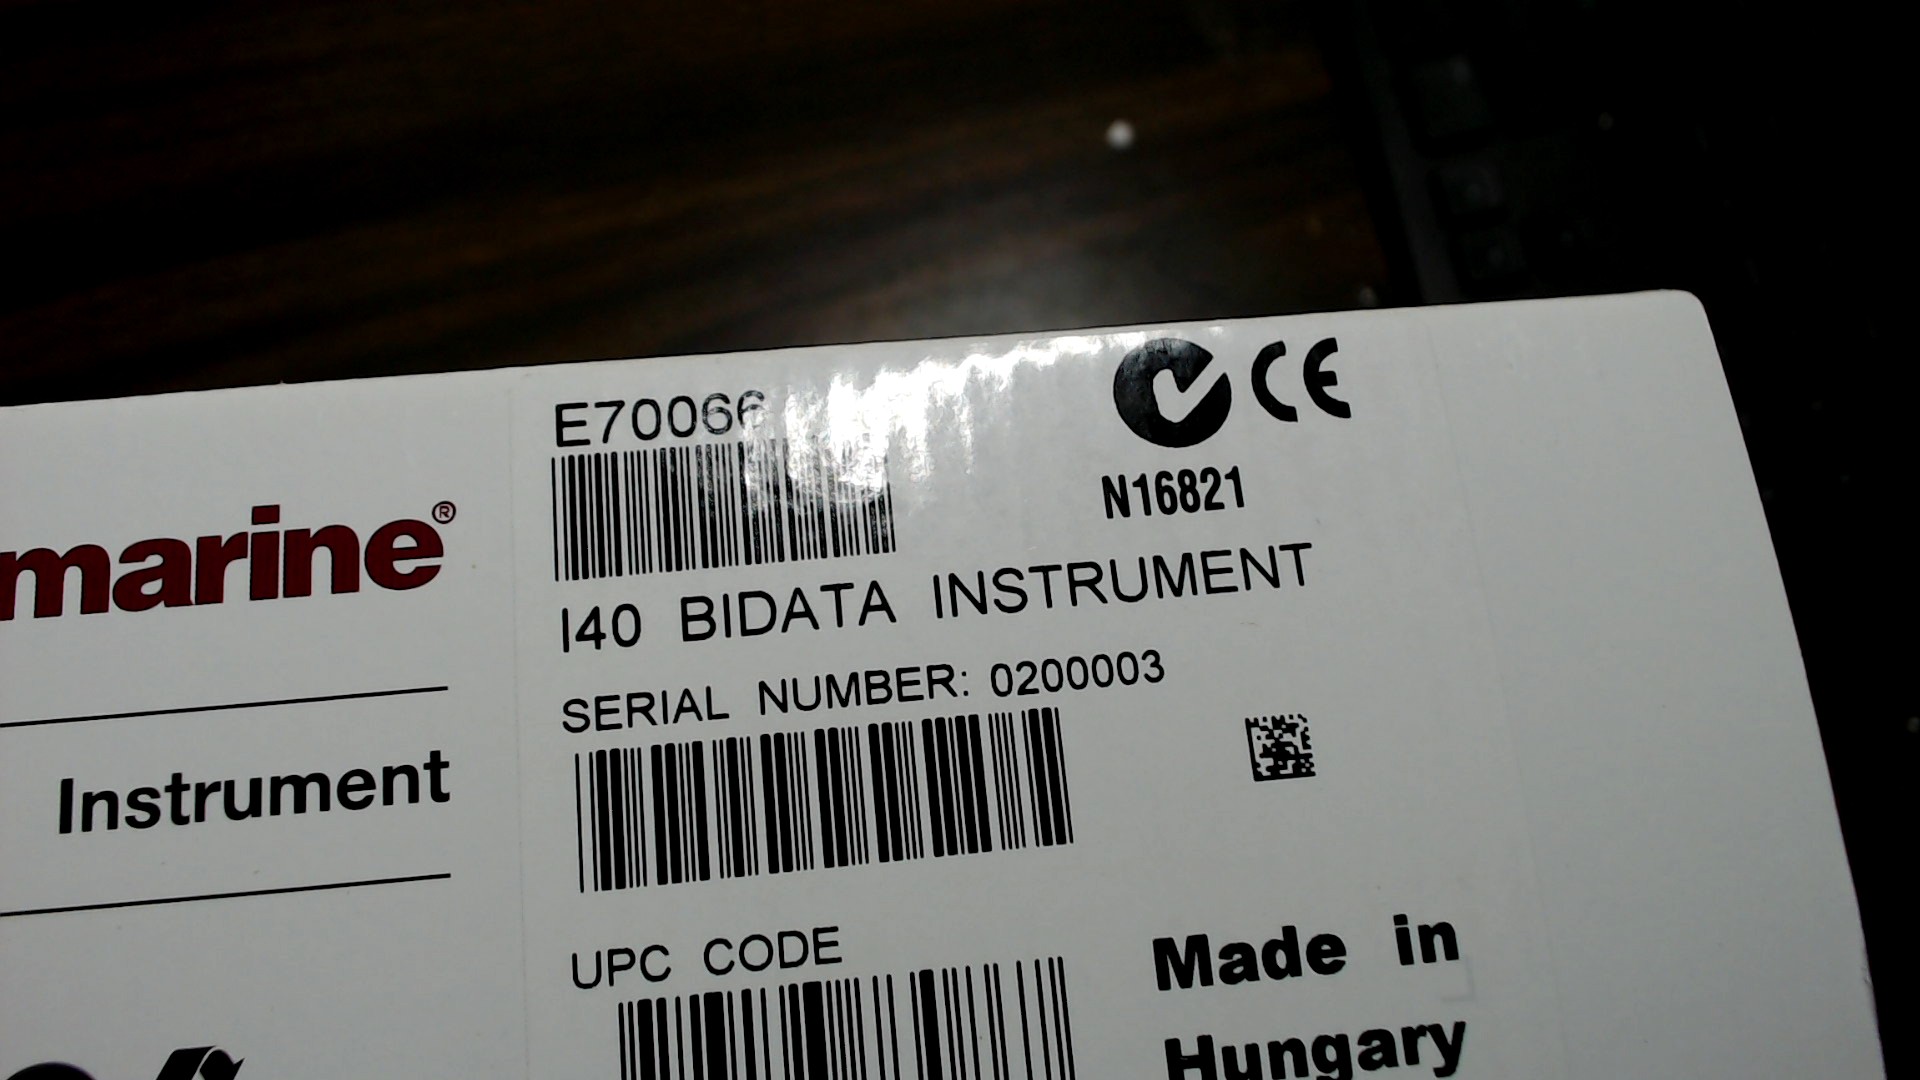 E70066
N16821
I40 BIDATA INSTRUMENT
SERIAL NUMBER: 0200003
marine®
Instrument
UPC CODE
Made in
Hungary